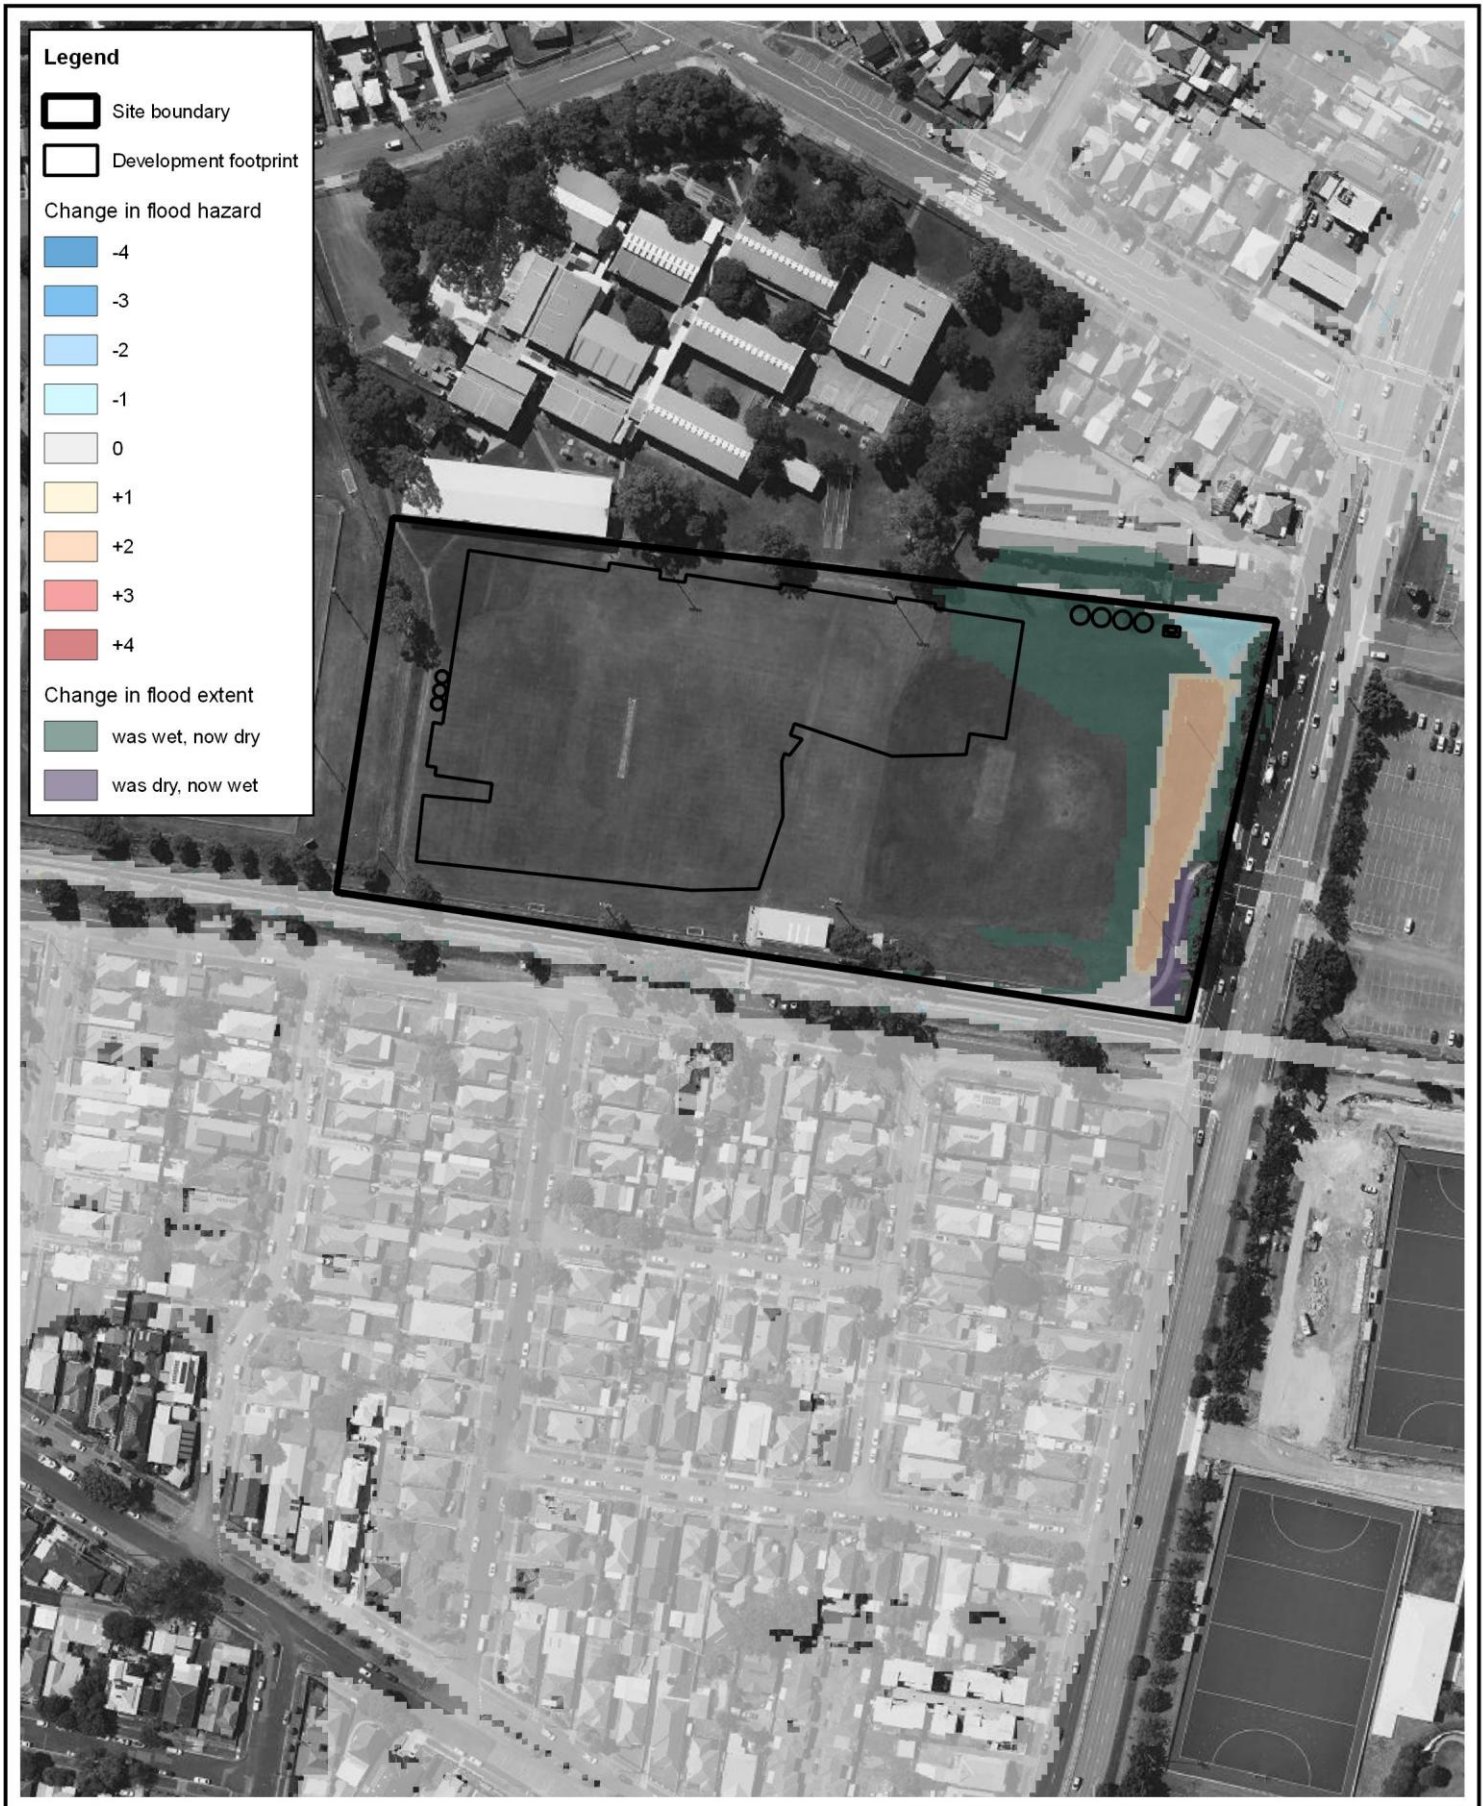 Legend
Site boundary
Development footprint
Change in flood hazard
-4
-3
-2
-1
0
+1
+2
+3
+4
Change in flood extent
was wet, now dry
was dry, now wet